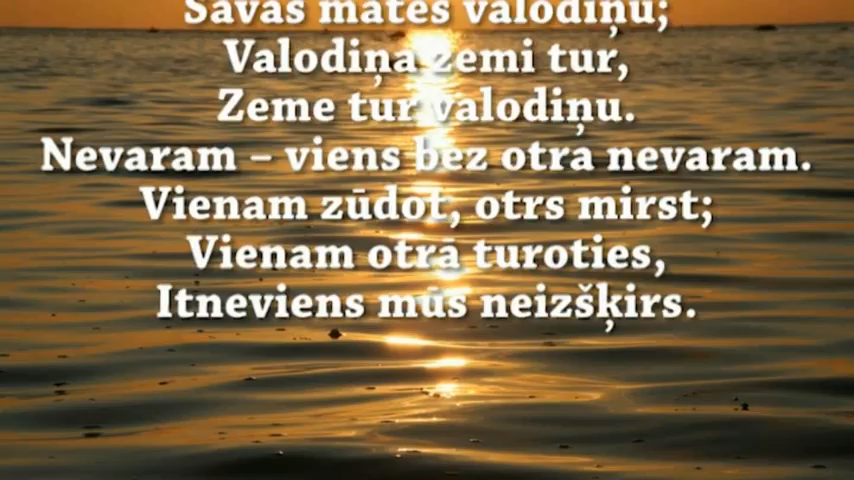 Savas mātes valodiņu;
Valodiņa zemi tur,
Zeme tur valodiņu.
Nevaram – viens bez otra nevaram.
Vienam zūdot, otrs mirst;
Vienam otrā turoties,
Itneviens mūs neizšķirs.